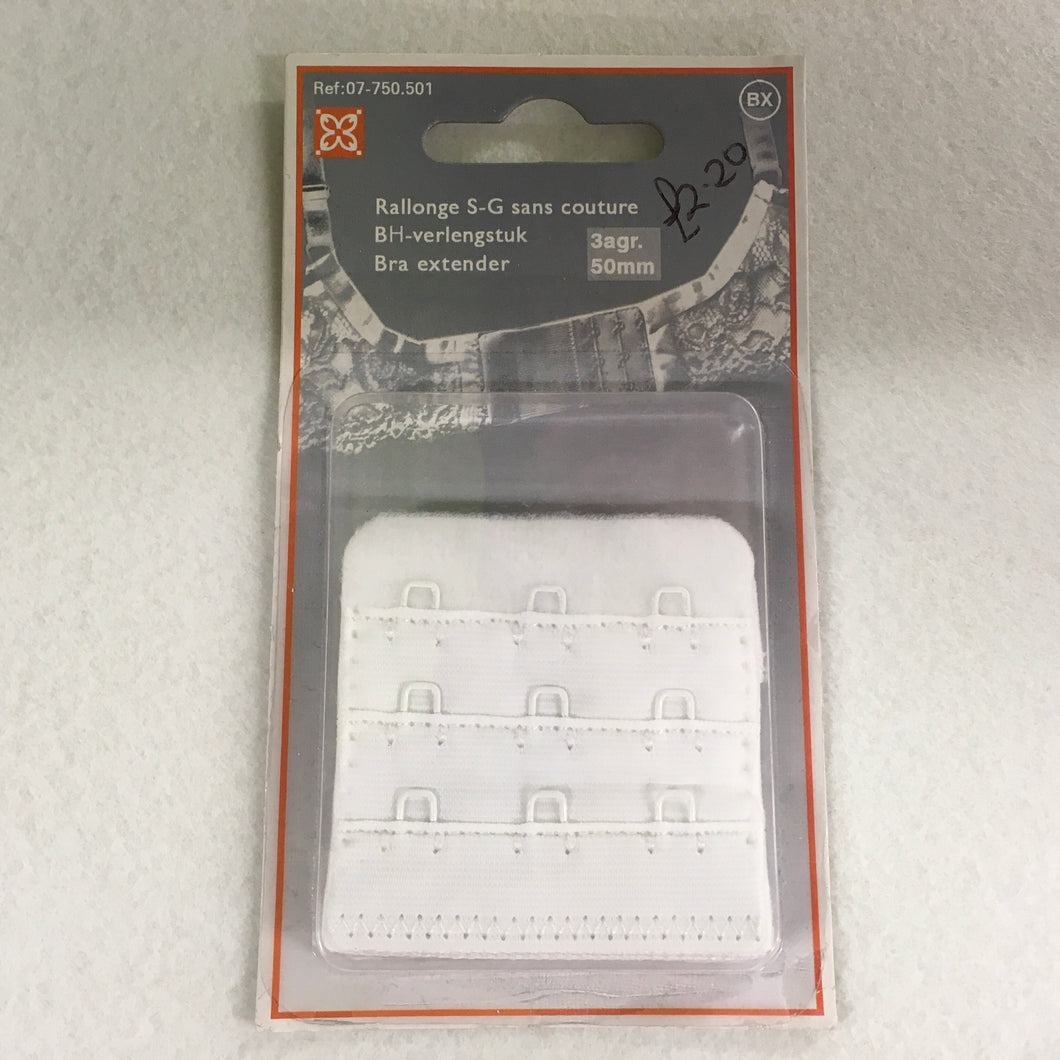 Ref:07-750.501
BX
£2.20
Rallonge S-G sans couture
BH-verlengstuk
Bra extender
3agr.
50mm